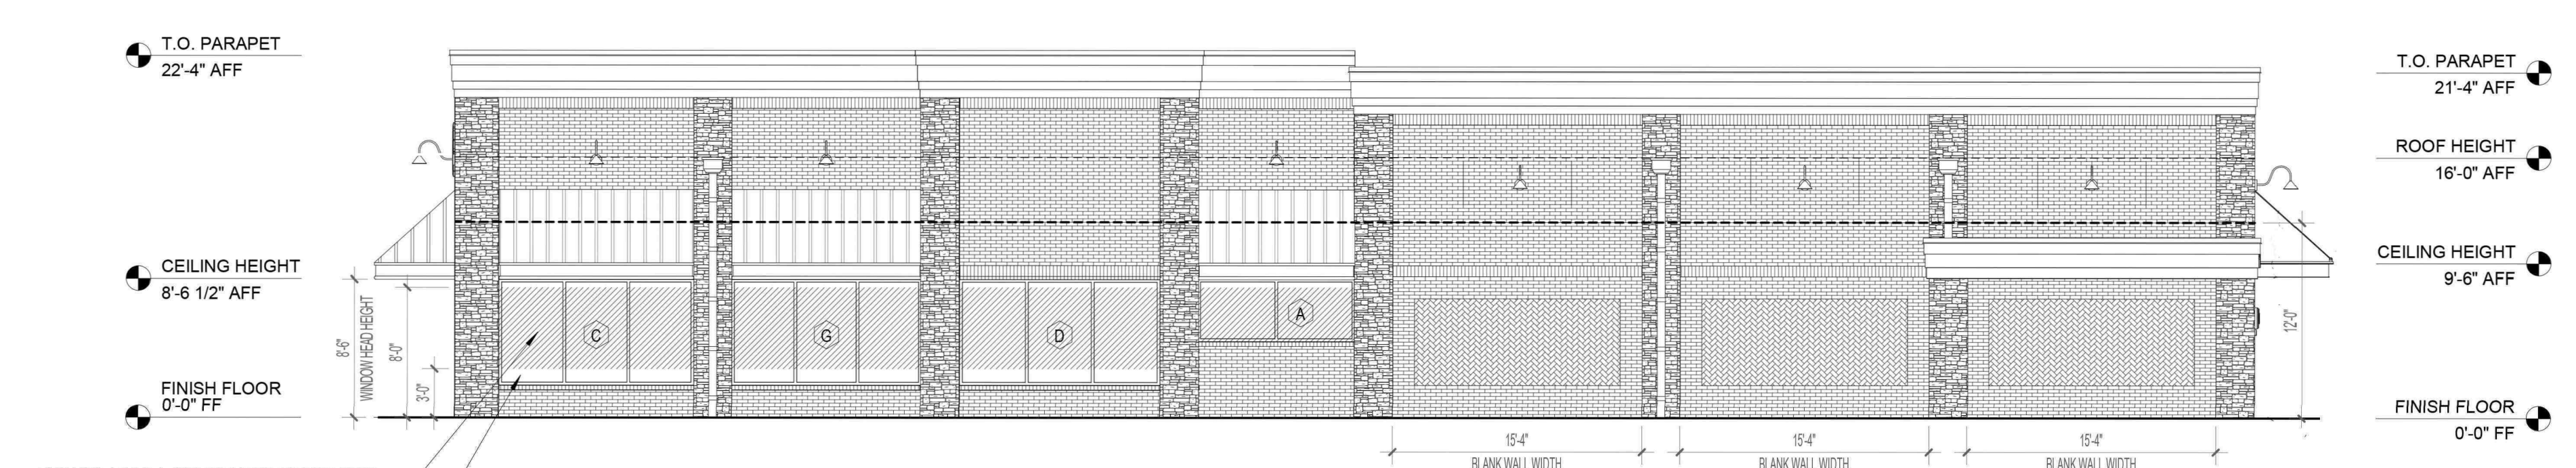 T.O. PARAPET
22'-4" AFF
CEILING HEIGHT
8'-6 1/2" AFF
FINISH FLOOR
0'-0" FF
8'-6"
WINDOW HEAD HEIGHT
8'-0"
3'-0"
C
G
D
A
15'-4"
BLANK WALL WIDTH
15'-4"
BLANK WALL WIDTH
15'-4"
BLANK WALL WIDTH
12'-0"
T.O. PARAPET
21'-4" AFF
ROOF HEIGHT
16'-0" AFF
CEILING HEIGHT
9'-6" AFF
FINISH FLOOR
0'-0" FF